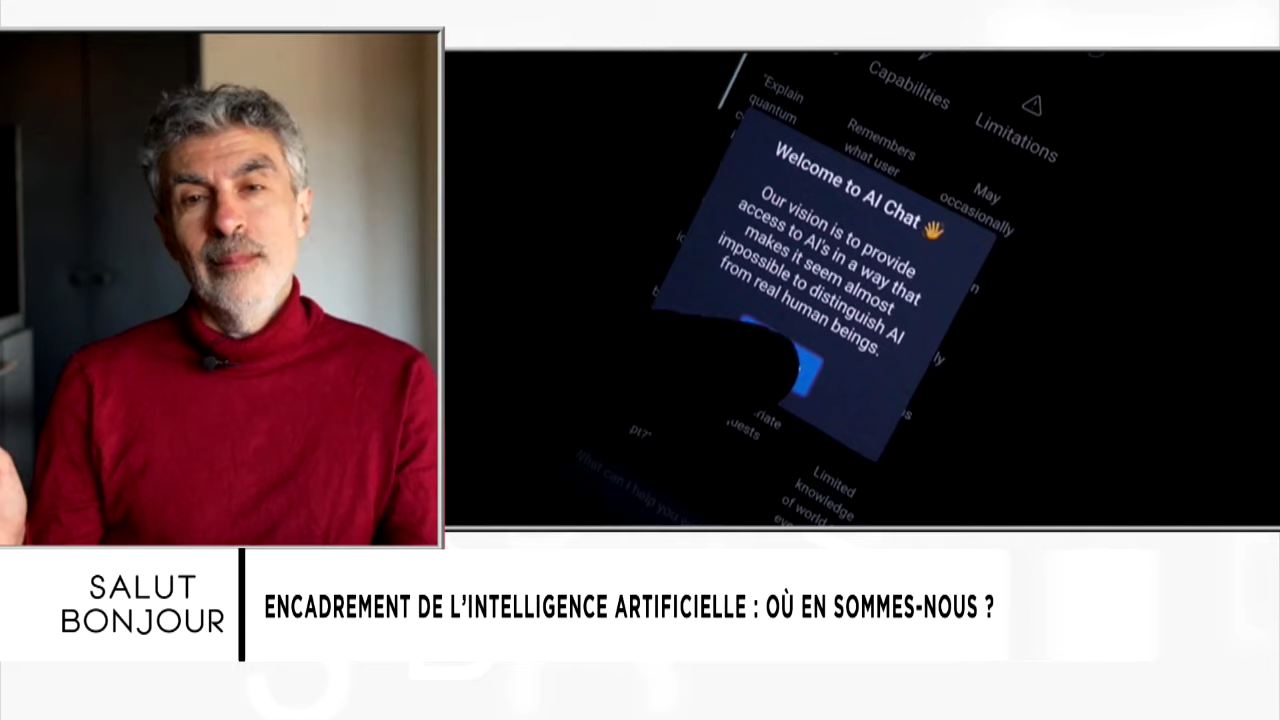 Capabilities
Limitations
"Explain
quantum
Remembers
what user
May
occasionally
Welcome to AI Chat 👋
Our vision is to provide
access to AI's in a way that
makes it seem almost
impossible to distinguish AI
from real human beings.
Limited
knowledge
of world
SALUT
BONJOUR
ENCADREMENT DE L'INTELLIGENCE ARTIFICIELLE : OÙ EN SOMMES-NOUS ?